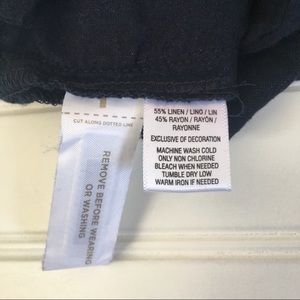 CUT ALONG DOTTED LINE
REMOVE BEFORE WEARING
OR WASHING
55% LINEN / LINO / LIN
45% RAYON / RAYÓN /
RAYONNE
EXCLUSIVE OF DECORATION
MACHINE WASH COLD
ONLY NON CHLORINE
BLEACH WHEN NEEDED
TUMBLE DRY LOW
WARM IRON IF NEEDED